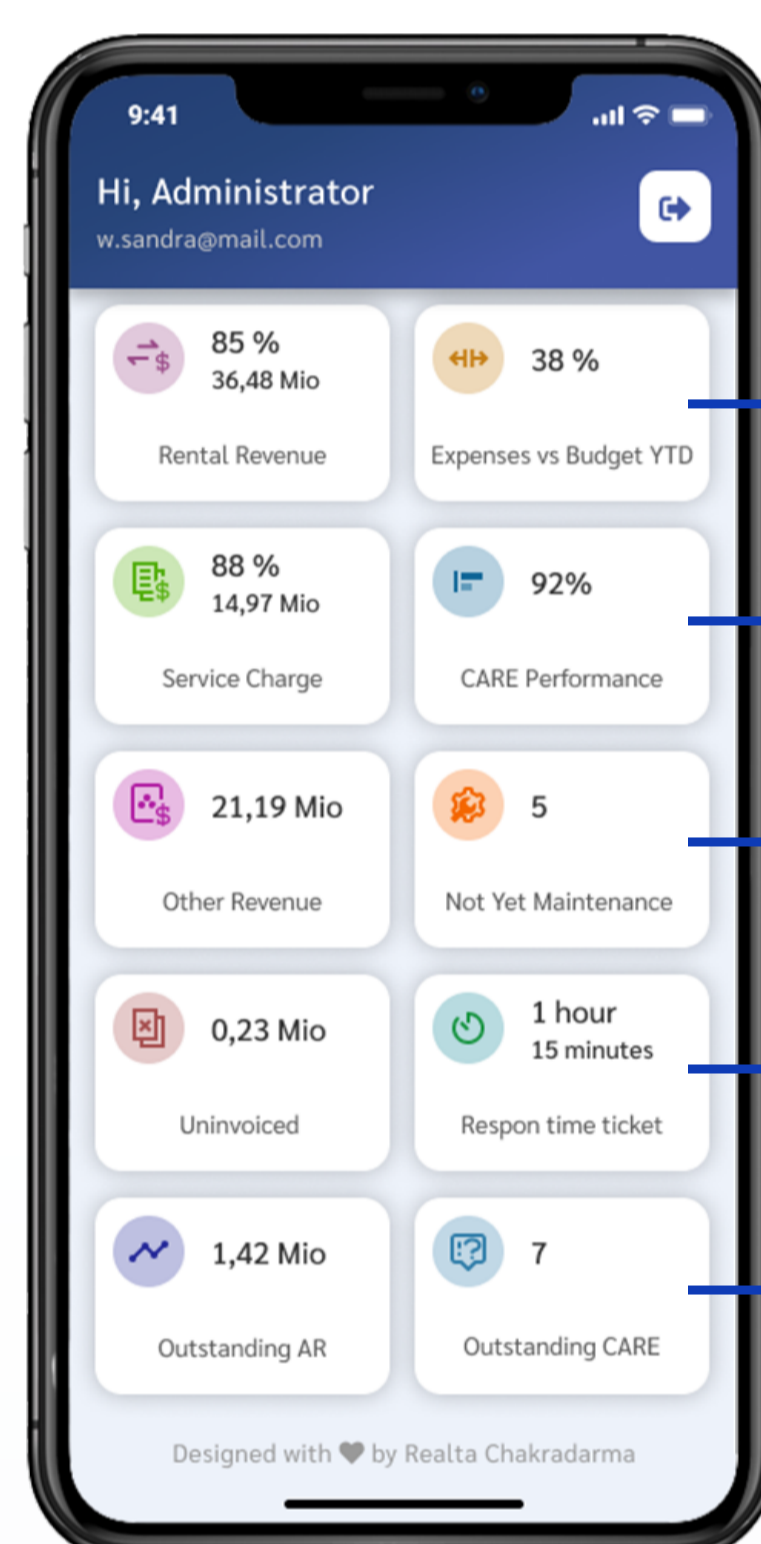 9:41
Hi, Administrator
w.sandra@mail.com
85 %
36,48 Mio
Rental Revenue
38 %
Expenses vs Budget YTD
88 %
14,97 Mio
Service Charge
92%
CARE Performance
21,19 Mio
Other Revenue
5
Not Yet Maintenance
0,23 Mio
Uninvoiced
1 hour
15 minutes
Respon time ticket
1,42 Mio
Outstanding AR
7
Outstanding CARE
Designed with 🖤 by Realta Chakradarma